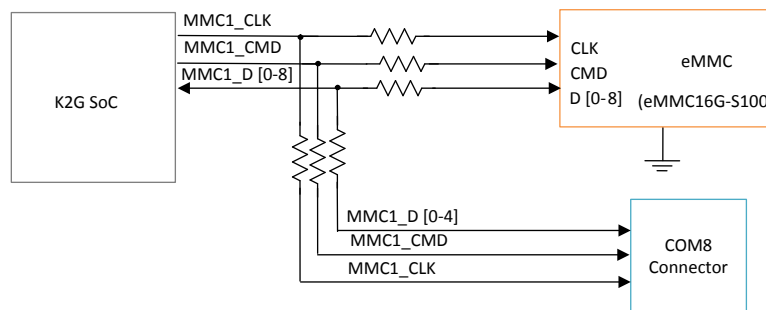 MMC1_CLK
MMC1_CMD
MMC1_D [0-8]
K2G SoC
CLK
CMD
D [0-8]
eMMC
(eMMC16G-S100
MMC1_D [0-4]
MMC1_CMD
MMC1_CLK
COM8
Connector